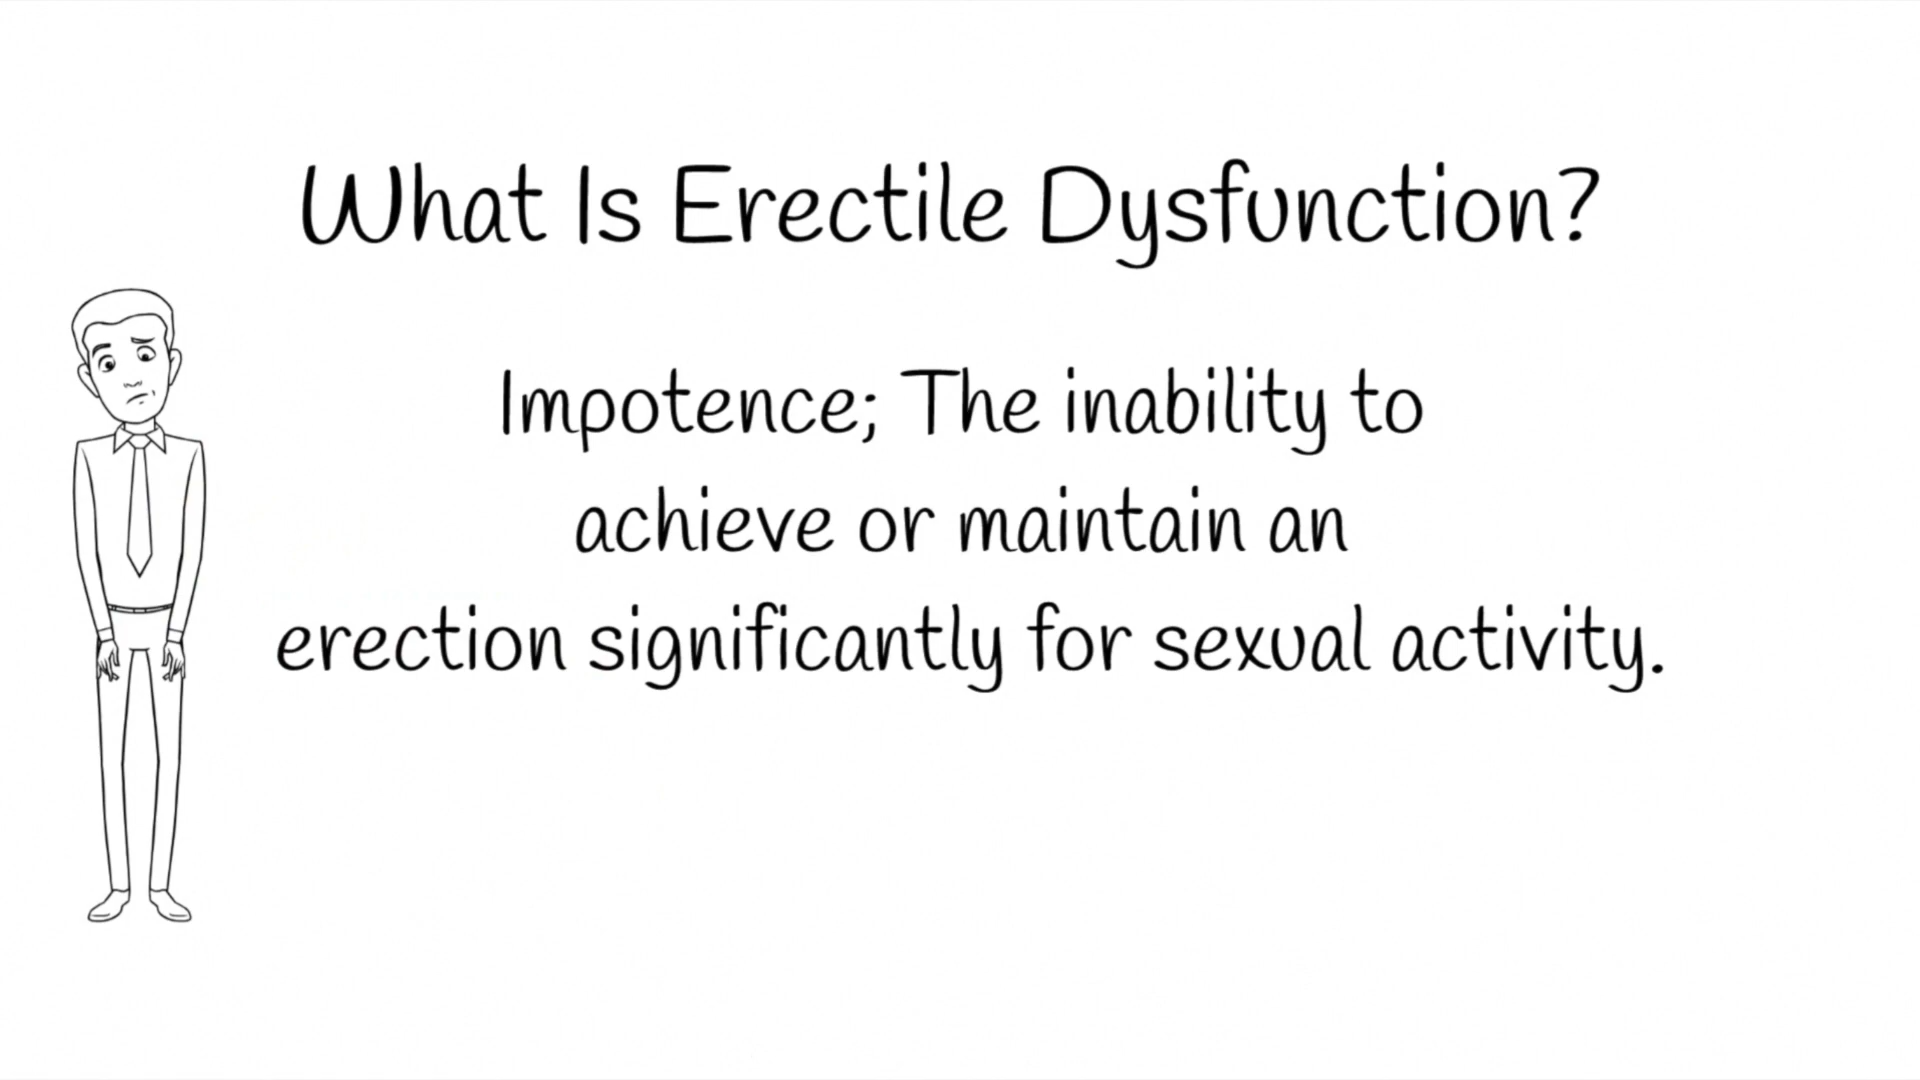 What Is Erectile Dysfunction?
Impotence; The inability to
achieve or maintain an
erection significantly for sexual activity.